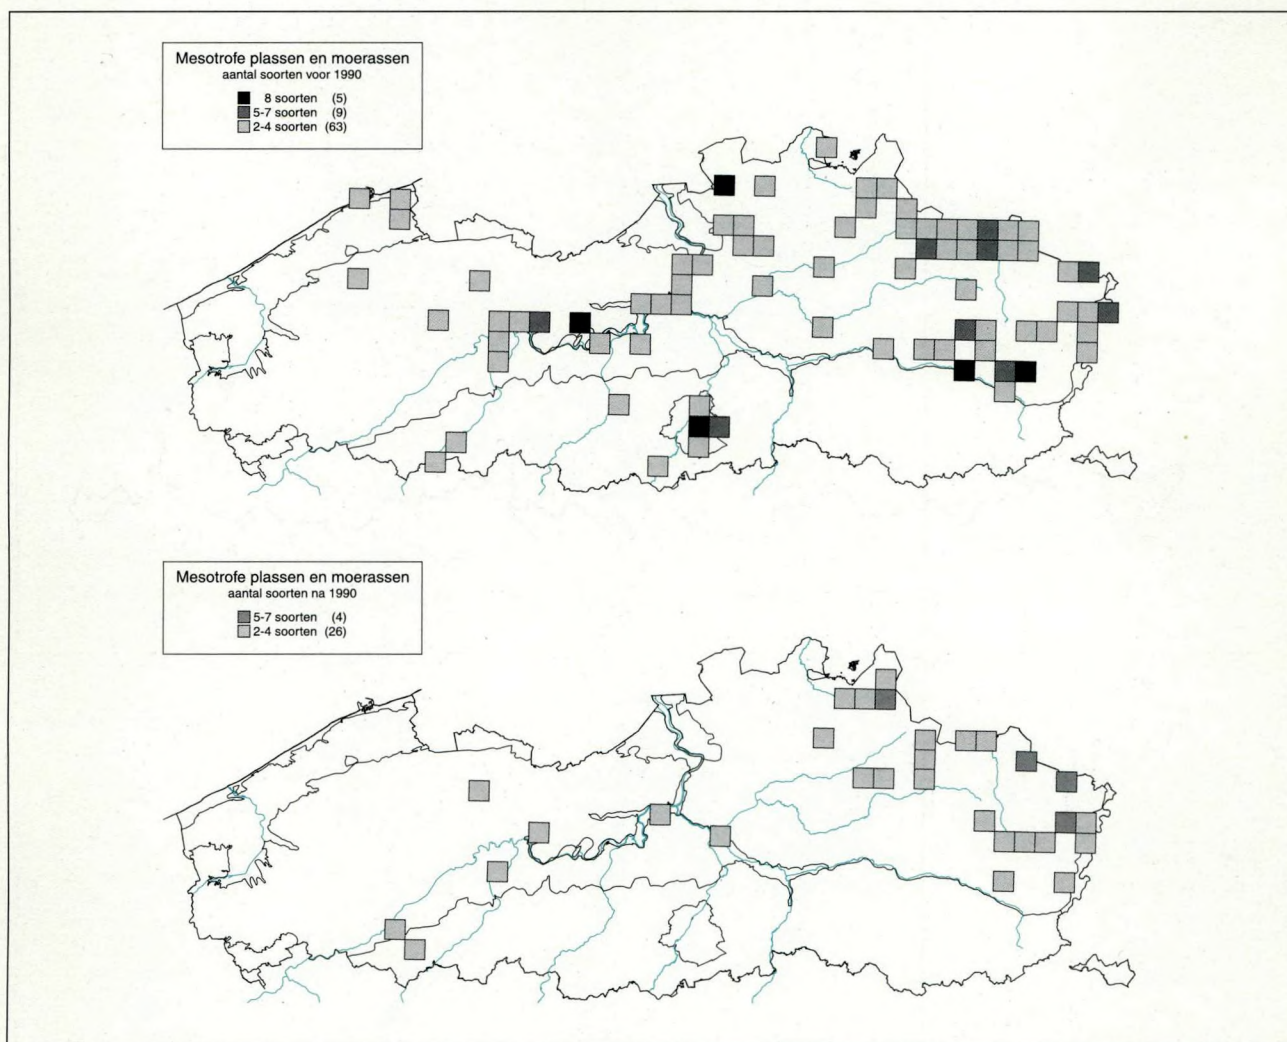 Mesotrofe plassen en moerassen
aantal soorten voor 1990
8 soorten (5)
5-7 soorten (9)
2-4 soorten (63)
Mesotrofe plassen en moerassen
aantal soorten na 1990
5-7 soorten (4)
2-4 soorten (26)